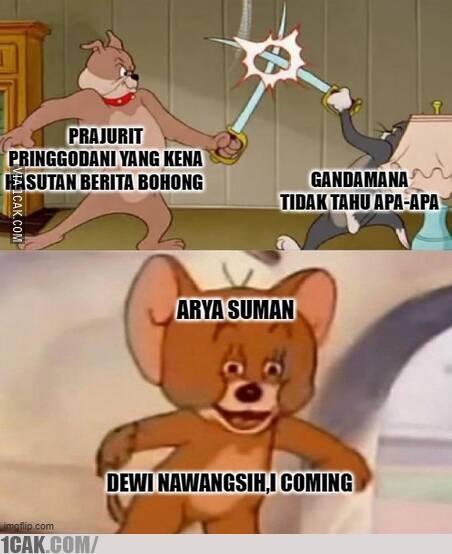 PRAJURIT
PRINGGODANI YANG KENA
HASUTAN BERITA BOHONG
GANDAMANA
TIDAK TAHU APA-APA
VIA 1CAK.COM
ARYA SUMAN
DEWI NAWANGSIH,I COMING
imgflip.com
1CAK.COM/